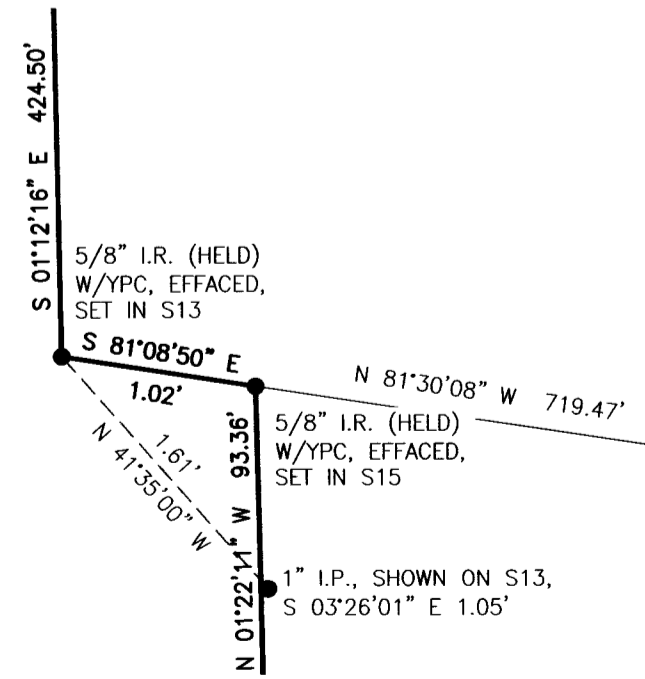 S 01°12'16" E 424.50'
5/8" I.R. (HELD)
W/YPC, EFFACED,
SET IN S13
S 81°08'50" E
1.02'
N 81°30'08" W 719.47'
5/8" I.R. (HELD)
W/YPC, EFFACED,
SET IN S15
1.61'
N 41°35'00" W
N 01°22'11" W 93.36'
1" I.P., SHOWN ON S13,
S 03°26'01" E 1.05'